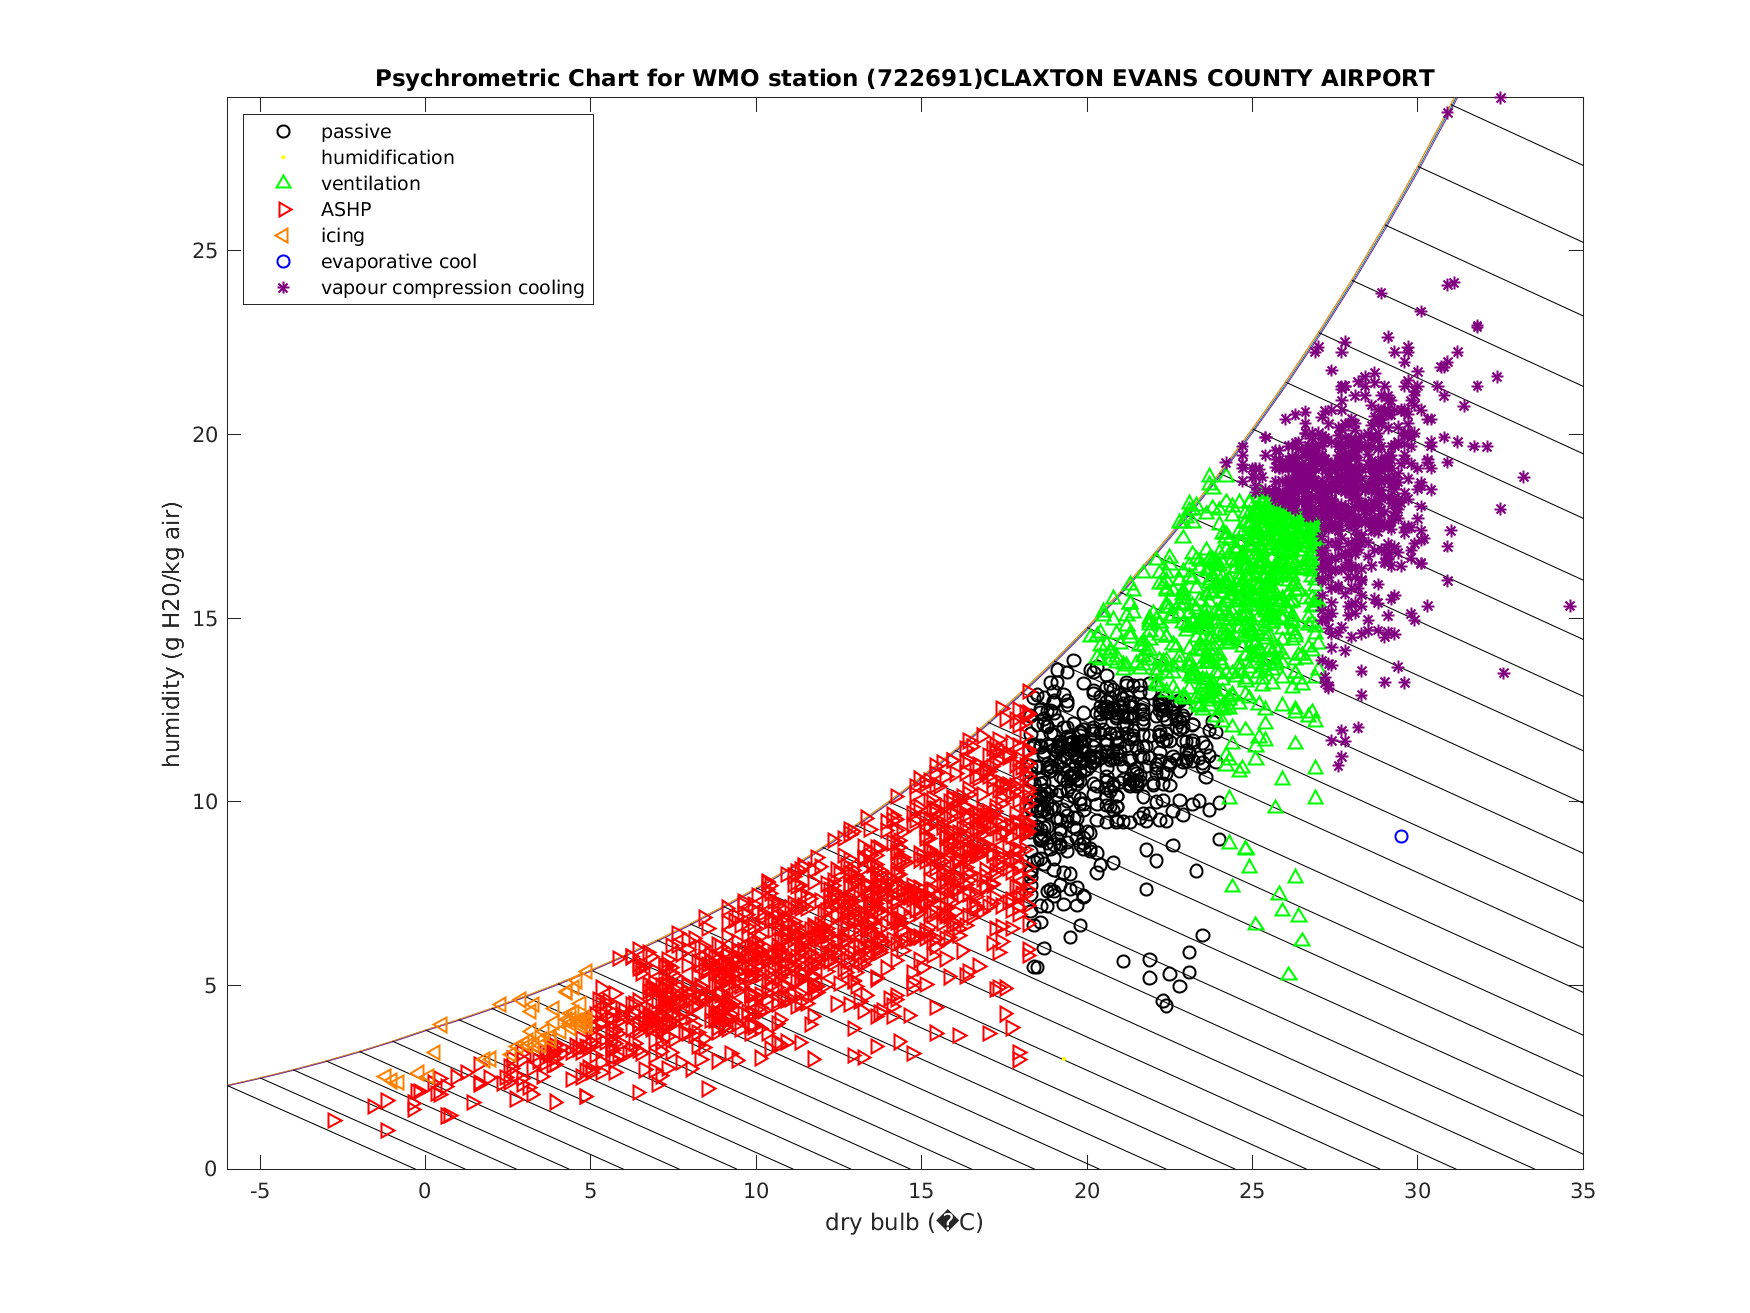 Psychrometric Chart for WMO station (722691)CLAXTON EVANS COUNTY AIRPORT
passive
humidification
ventilation
ASHP
icing
evaporative cool
vapour compression cooling
humidity (g H20/kg air)
25
20
15
10
5
0
-5 0 5 10 15 20 25 30 35
dry bulb (�C)